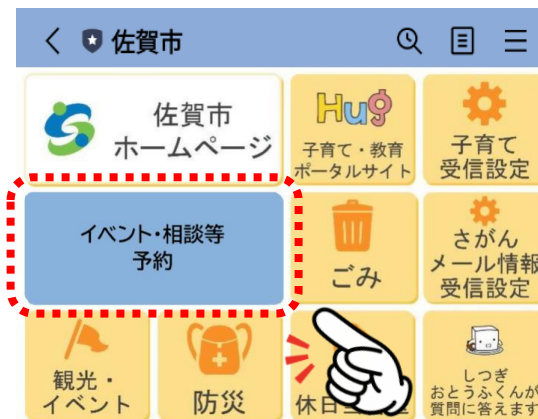 佐賀市
佐賀市
ホームページ
Hug
子育て・教育
ポータルサイト
子育て
受信設定
イベント・相談等
予約
ごみ
さがん
メール情報
受信設定
観光・
イベント
防災
休日
しつぎ
おとうふくんが
質問に答えます